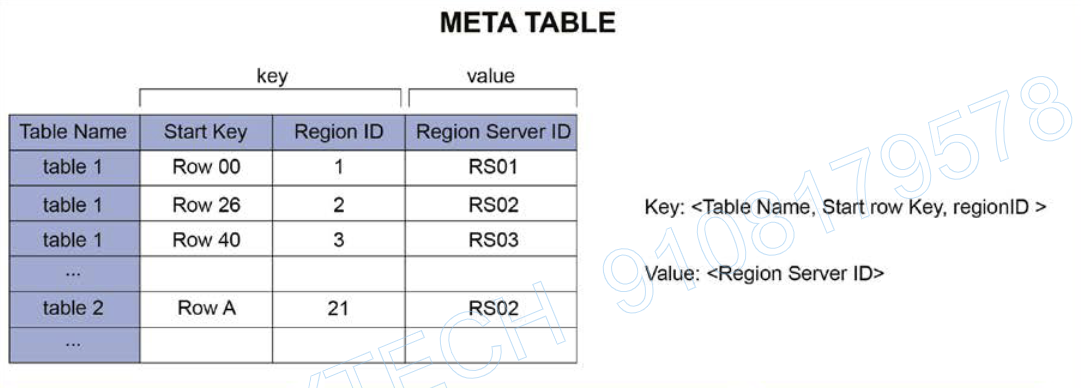 META TABLE
key value
Table Name Start Key Region ID Region Server ID
table 1 Row 00 1 RS01
table 1 Row 26 2 RS02
table 1 Row 40 3 RS03
...
table 2 Row A 21 RS02
...
Key: <Table Name, Start row Key, regionID >
Value: <Region Server ID>
TECH 9108179578